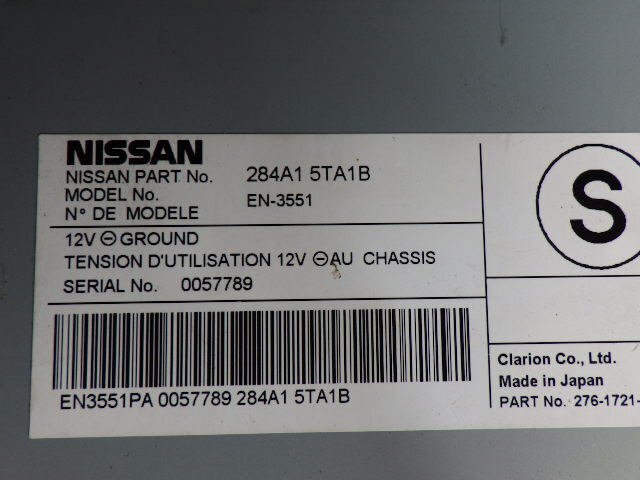 NISSAN
NISSAN PART No. 284A1 5TA1B
MODEL No.
N° DE MODELE EN-3551
12V ⊖ GROUND
TENSION D'UTILISATION 12V ⊖ AU CHASSIS
SERIAL No. 0057789
EN3551PA 0057789 284A1 5TA1B
S
Clarion Co., Ltd.
Made in Japan
PART No. 276-1721-